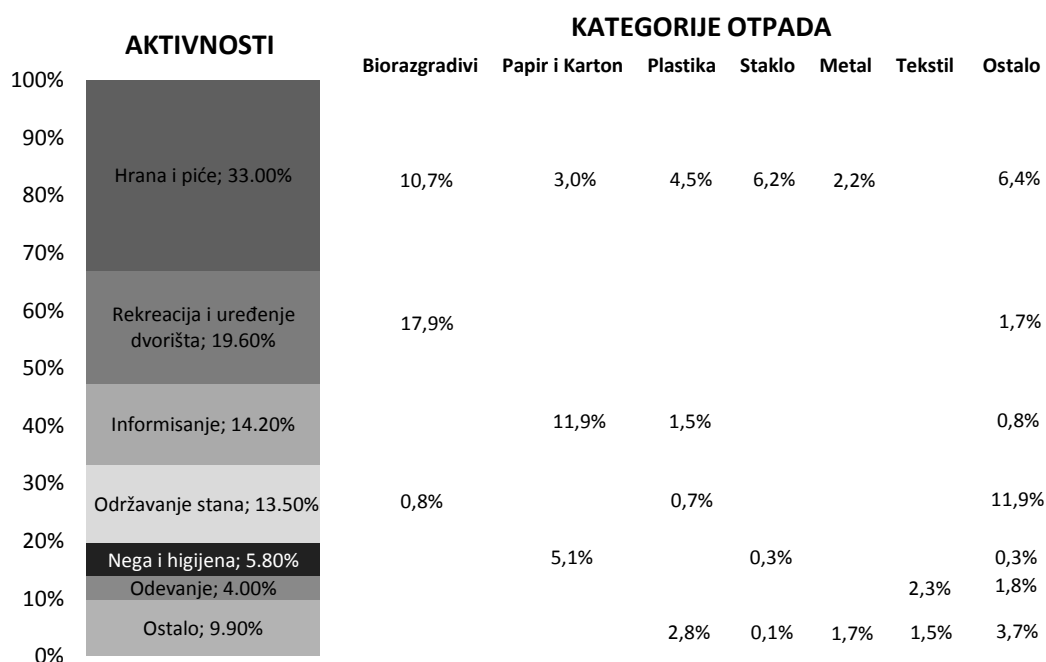 AKTIVNOSTI
KATEGORIJE OTPADA
Biorazgradivi Papir i Karton Plastika Staklo Metal Tekstil Ostalo
100%
90%
80%
70%
60%
50%
40%
30%
20%
10%
0%
Hrana i piće; 33.00%
10,7% 3,0% 4,5% 6,2% 2,2% 6,4%
Rekreacija i uređenje
dvorišta; 19.60%
17,9% 1,7%
Informisanje; 14.20%
11,9% 1,5% 0,8%
Održavanje stana; 13.50%
0,8% 0,7% 11,9%
Nega i higijena; 5.80%
5,1% 0,3% 0,3%
Odevanje; 4.00%
2,3% 1,8%
Ostalo; 9.90%
2,8% 0,1% 1,7% 1,5% 3,7%